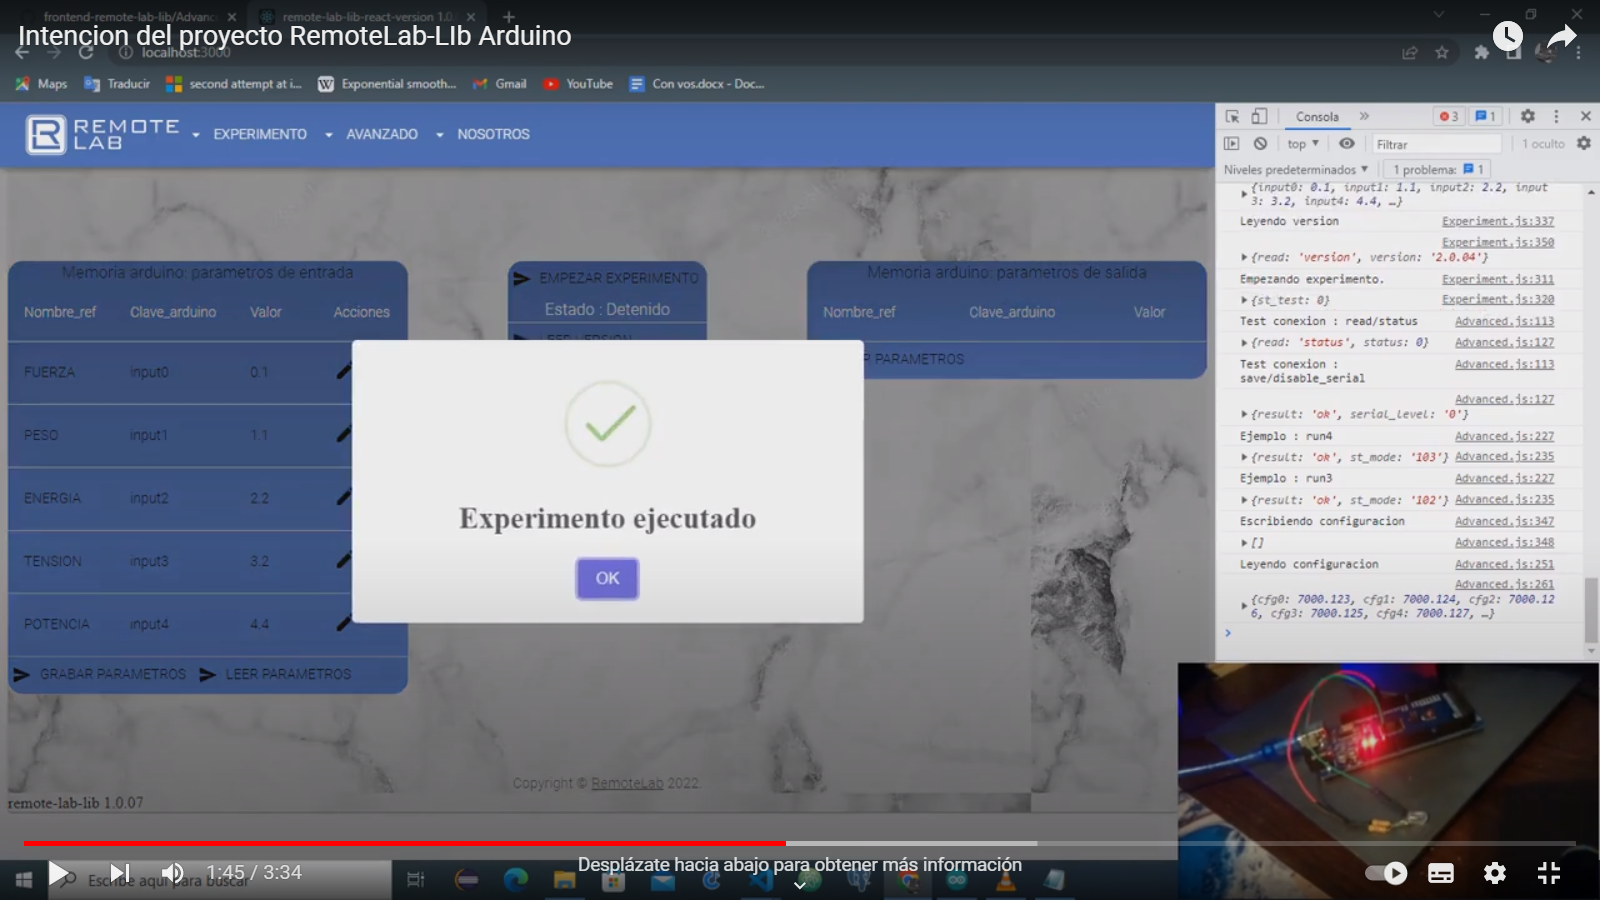 frontend-remote-lab-lib/Advanc
remote-lab-lib-react-version 1.0.
Intencion del proyecto RemoteLab-LIb Arduino
localhost:3000
Maps
Traducir
second attempt at i...
Exponential smooth...
Gmail
YouTube
Con vos.docx - Doc...
REMOTE
LAB
EXPERIMENTO
AVANZADO
NOSOTROS
Memoria arduino: parametros de entrada
Nombre_ref Clave_arduino Valor Acciones
FUERZA input0 0.1
PESO input1 1.1
ENERGIA input2 2.2
TENSION input3 3.2
POTENCIA input4 4.4
GRABAR PARAMETROS LEER PARAMETROS
EMPEZAR EXPERIMENTO
Estado : Detenido
LEER VERSION
Memoria arduino: parametros de salida
Nombre_ref Clave_arduino Valor
R PARAMETROS
Experimento ejecutado
OK
Copyright © RemoteLab 2022.
remote-lab-lib 1.0.07
Consola
3
1
top
Filtrar
1 oculto
Niveles predeterminados
1 problema: 1
{input0: 0.1, input1: 1.1, input2: 2.2, input
3: 3.2, input4: 4.4, …}
Leyendo version Experiment.js:337
Experiment.js:350
{read: 'version', version: '2.0.04'}
Empezando experimento. Experiment.js:311
{st_test: 0} Experiment.js:320
Test conexion : read/status Advanced.js:113
{read: 'status', status: 0} Advanced.js:127
Test conexion : Advanced.js:113
save/disable_serial
Advanced.js:127
{result: 'ok', serial_level: '0'}
Ejemplo : run4 Advanced.js:227
{result: 'ok', st_mode: '103'} Advanced.js:235
Ejemplo : run3 Advanced.js:227
{result: 'ok', st_mode: '102'} Advanced.js:235
Escribiendo configuracion Advanced.js:347
[] Advanced.js:348
Leyendo configuracion Advanced.js:251
Advanced.js:261
{cfg0: 7000.123, cfg1: 7000.124, cfg2: 7000.12
6, cfg3: 7000.125, cfg4: 7000.127, …}
1:45 / 3:34
Desplázate hacia abajo para obtener más información
Escribe aquí para buscar